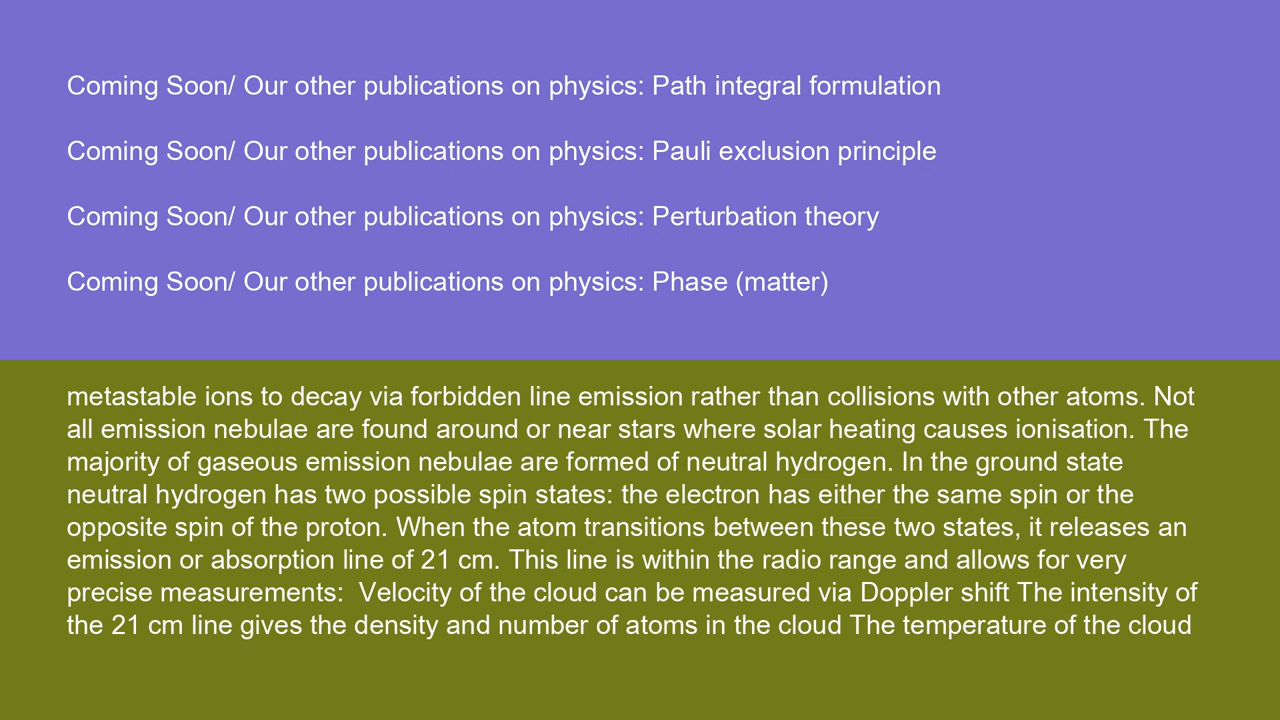 Coming Soon/ Our other publications on physics: Path integral formulation
Coming Soon/ Our other publications on physics: Pauli exclusion principle
Coming Soon/ Our other publications on physics: Perturbation theory
Coming Soon/ Our other publications on physics: Phase (matter)
metastable ions to decay via forbidden line emission rather than collisions with other atoms. Not
all emission nebulae are found around or near stars where solar heating causes ionisation. The
majority of gaseous emission nebulae are formed of neutral hydrogen. In the ground state
neutral hydrogen has two possible spin states: the electron has either the same spin or the
opposite spin of the proton. When the atom transitions between these two states, it releases an
emission or absorption line of 21 cm. This line is within the radio range and allows for very
precise measurements:  Velocity of the cloud can be measured via Doppler shift The intensity of
the 21 cm line gives the density and number of atoms in the cloud The temperature of the cloud